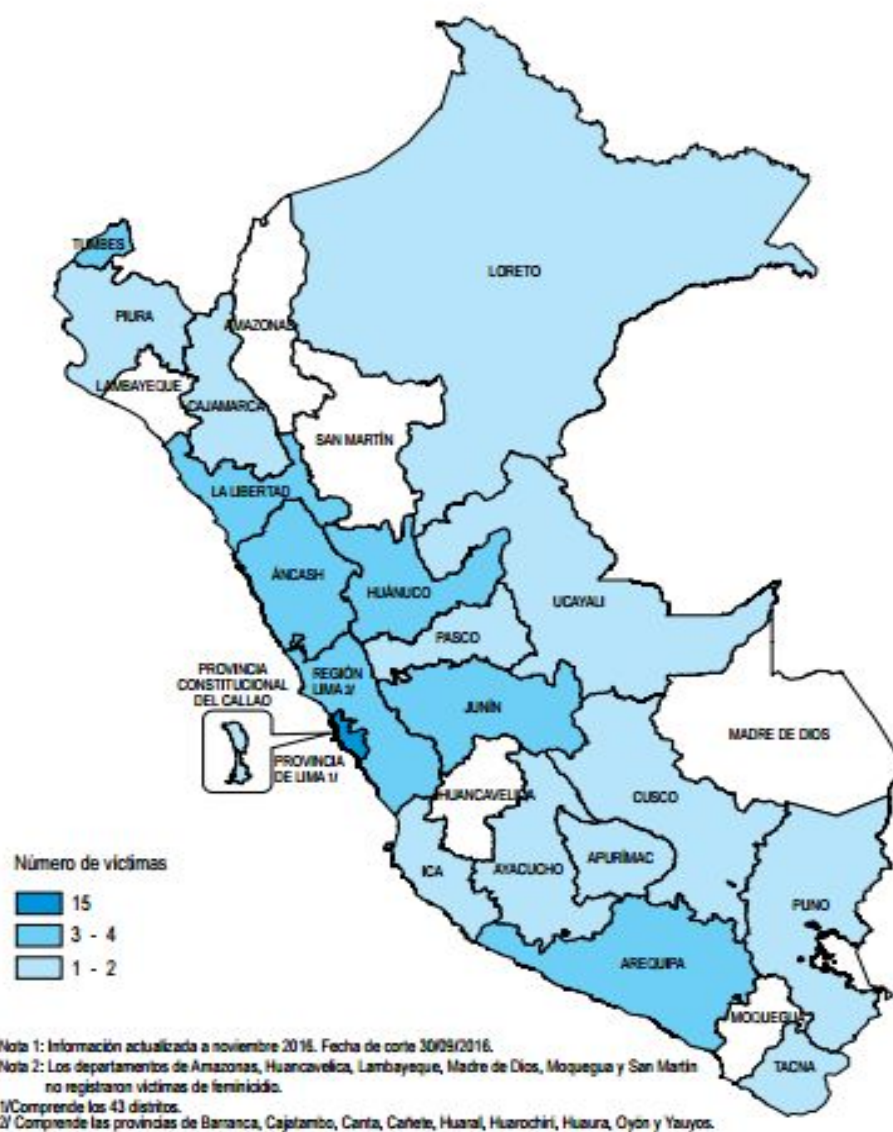 TUMBES
LORETO
PIURA
AMAZONAS
LAMBAYEQUE
CAJAMARCA
SAN MARTÍN
LA LIBERTAD
ÁNCASH
HUÁNUCO
UCAYALI
PASCO
PROVINCIA
CONSTITUCIONAL
DEL CALLAO
REGIÓN
LIMA 2/
JUNÍN
MADRE DE DIOS
PROVINCIA
DE LIMA 1/
HUANCAVELICA
CUSCO
ICA
AYACUCHO
APURÍMAC
PUNO
AREQUIPA
MOQUEGUA
TACNA
Número de víctimas
15
3 - 4
1 - 2
Nota 1: Información actualizada a noviembre 2016. Fecha de corte 30/09/2016.
Nota 2: Los departamentos de Amazonas, Huancavelica, Lambayeque, Madre de Dios, Moquegua y San Martín
no registraron víctimas de feminicidio.
1/Comprende los 43 distritos.
2/ Comprende las provincias de Barranca, Cajatambo, Canta, Cañete, Huaral, Huarochirí, Huaura, Oyón y Yauyos.